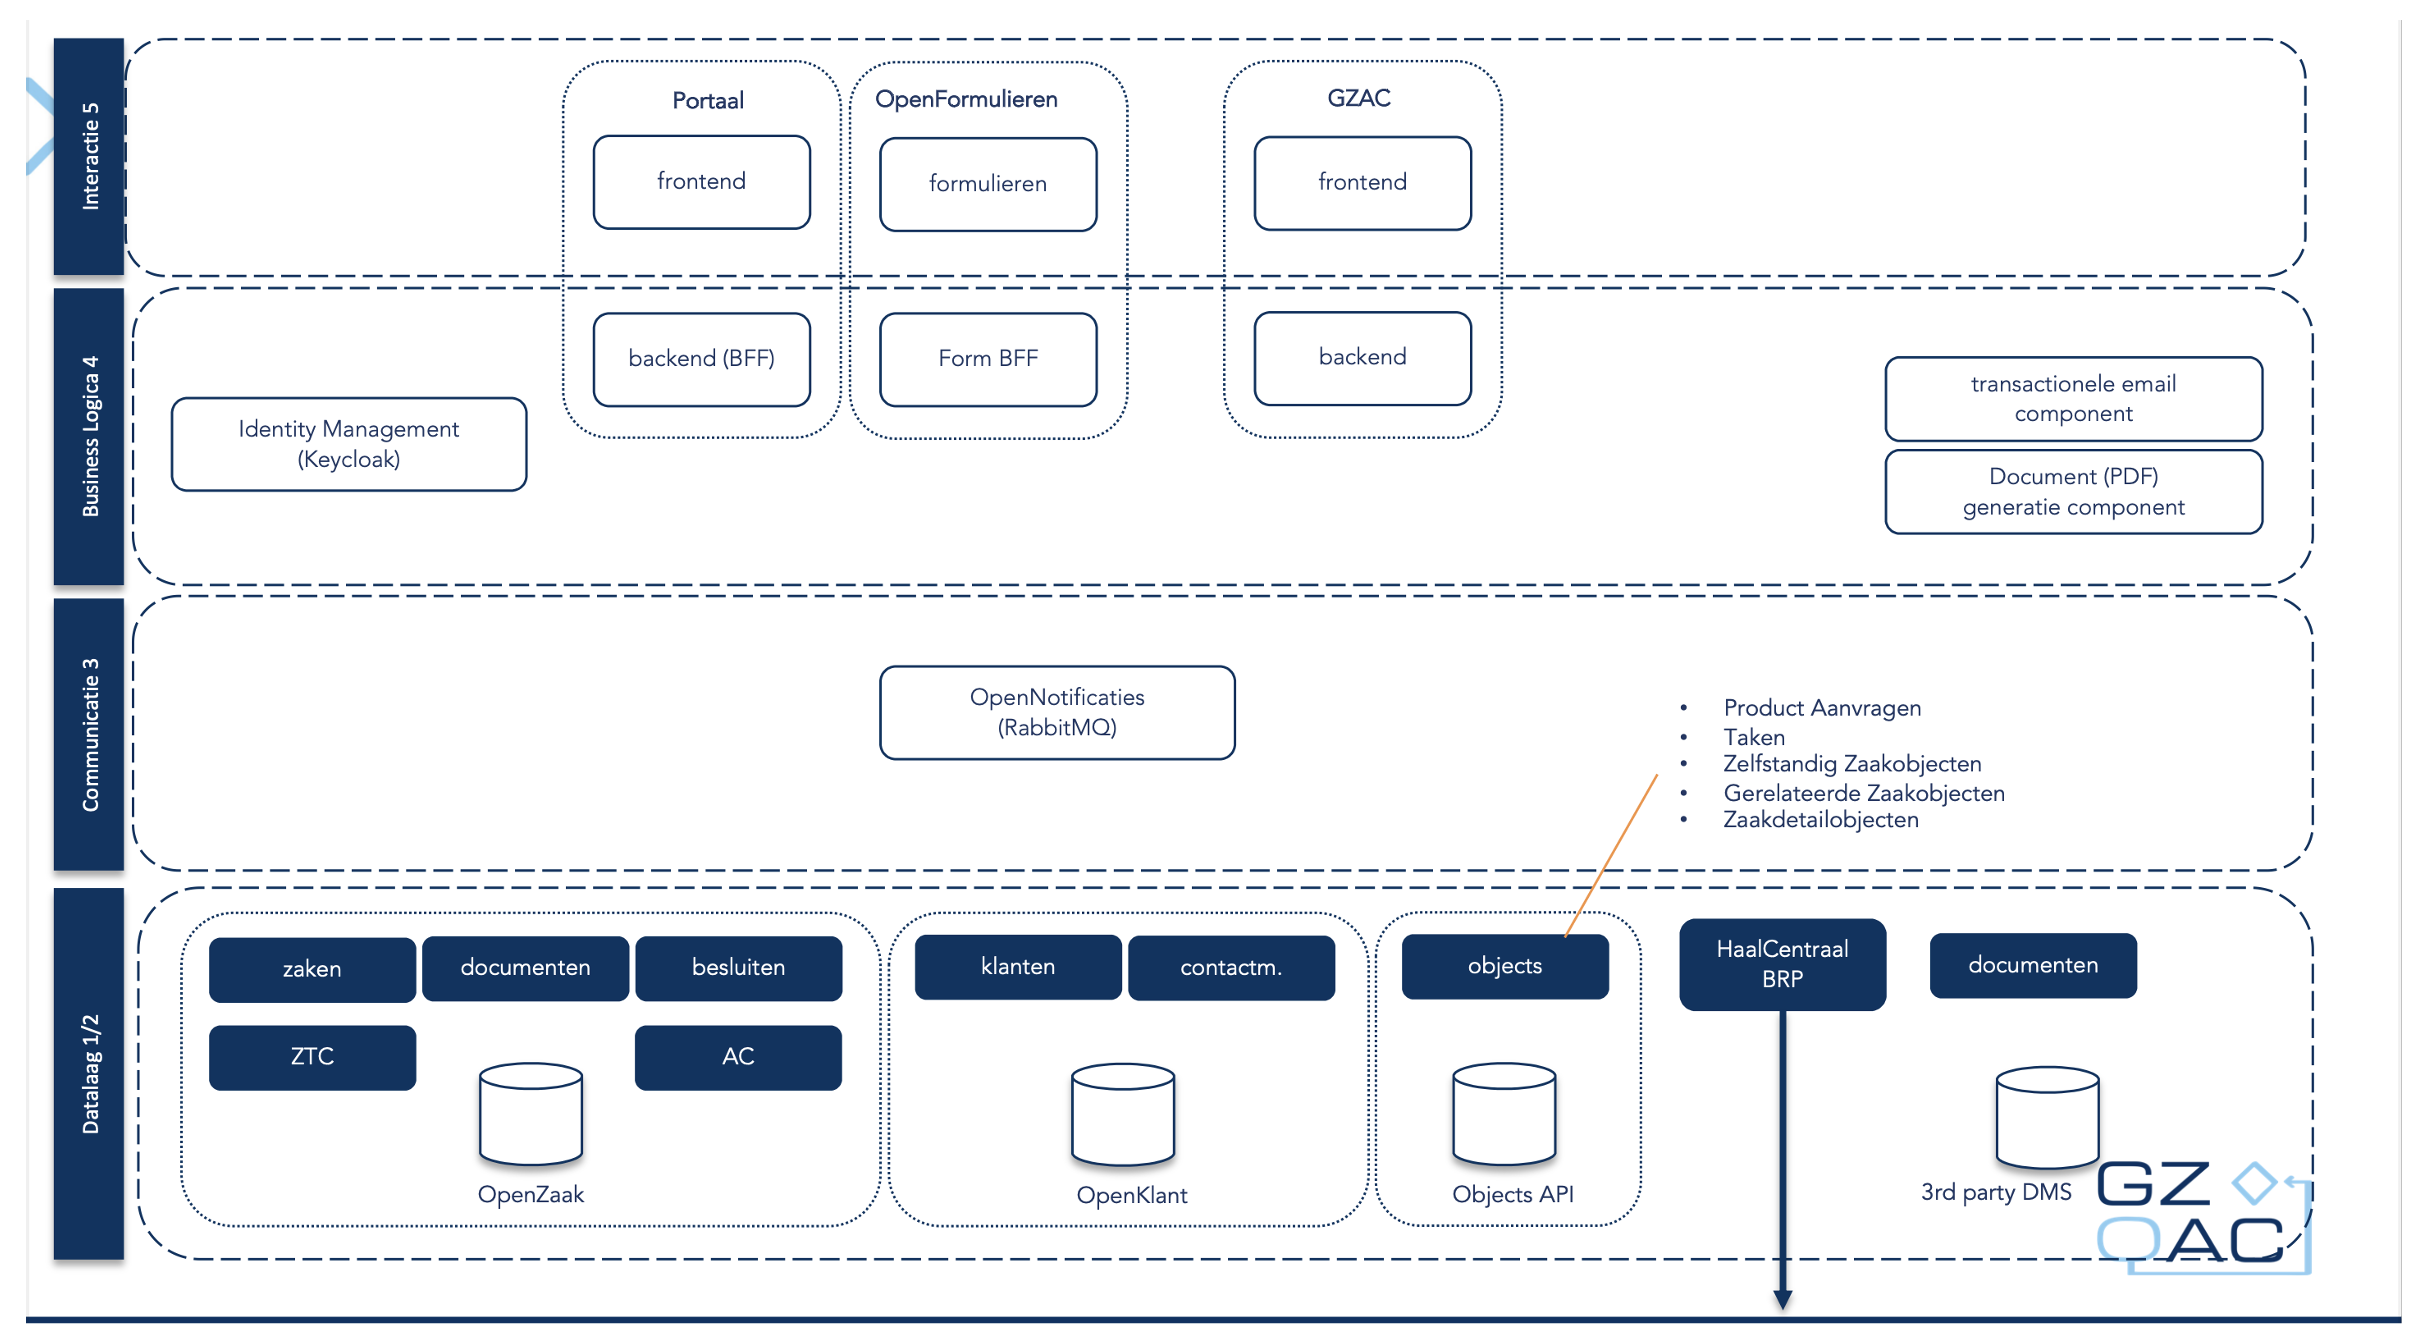 Interactie 5
Portaal
OpenFormulieren
GZAC
frontend
formulieren
frontend
Business Logica 4
backend (BFF)
Form BFF
backend
Identity Management
(Keycloak)
transactionele email
component
Document (PDF)
generatie component
Communicatie 3
OpenNotificaties
(RabbitMQ)
• Product Aanvragen
• Taken
• Zelfstandig Zaakobjecten
• Gerelateerde Zaakobjecten
• Zaakdetailobjecten
Datalaag 1/2
zaken
documenten
besluiten
ZTC
AC
OpenZaak
klanten
contactm.
OpenKlant
objects
Objects API
HaalCentraal
BRP
documenten
3rd party DMS
GZ
AC